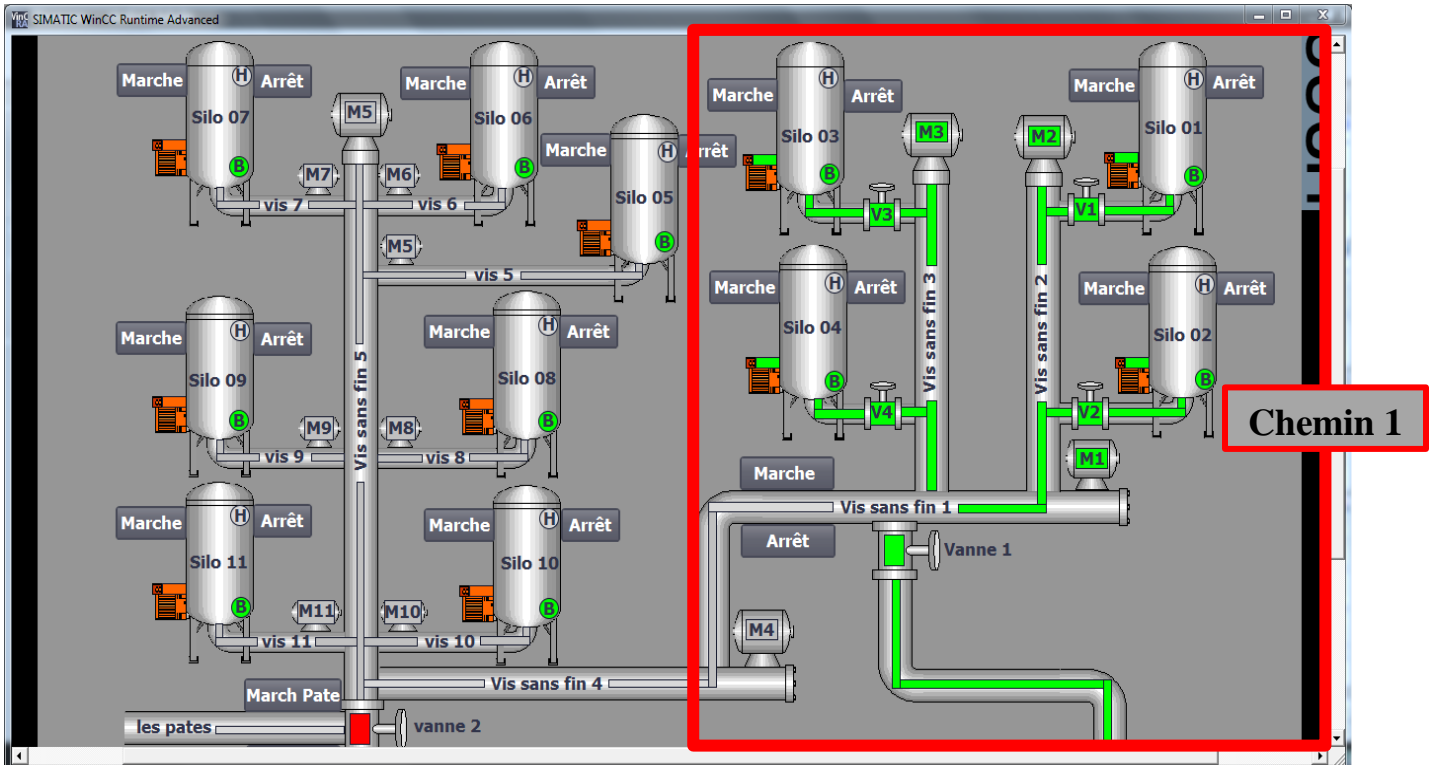 SIMATIC WinCC Runtime Advanced
Marche
H
Arrêt
Silo 07
B
M5
Marche
H
Arrêt
Silo 06
B
Marche
H
Arrêt
Silo 05
B
M7
M6
vis 7
vis 6
M5
vis 5
Marche
H
Arrêt
Silo 09
B
Marche
H
Arrêt
Silo 08
B
Vis sans fin 5
M9
M8
vis 9
vis 8
Marche
H
Arrêt
Silo 11
B
Marche
H
Arrêt
Silo 10
B
M11
M10
vis 11
vis 10
Vis sans fin 4
March Pate
les pates
vanne 2
Marche
H
Arrêt
Silo 03
B
M3
M2
Marche
H
Arrêt
Silo 01
B
V3
V1
Marche
H
Arrêt
Silo 04
B
Vis sans fin 3
Vis sans fin 2
Marche
H
Arrêt
Silo 02
B
V4
V2
Chemin 1
M1
Marche
Vis sans fin 1
Arrêt
Vanne 1
M4